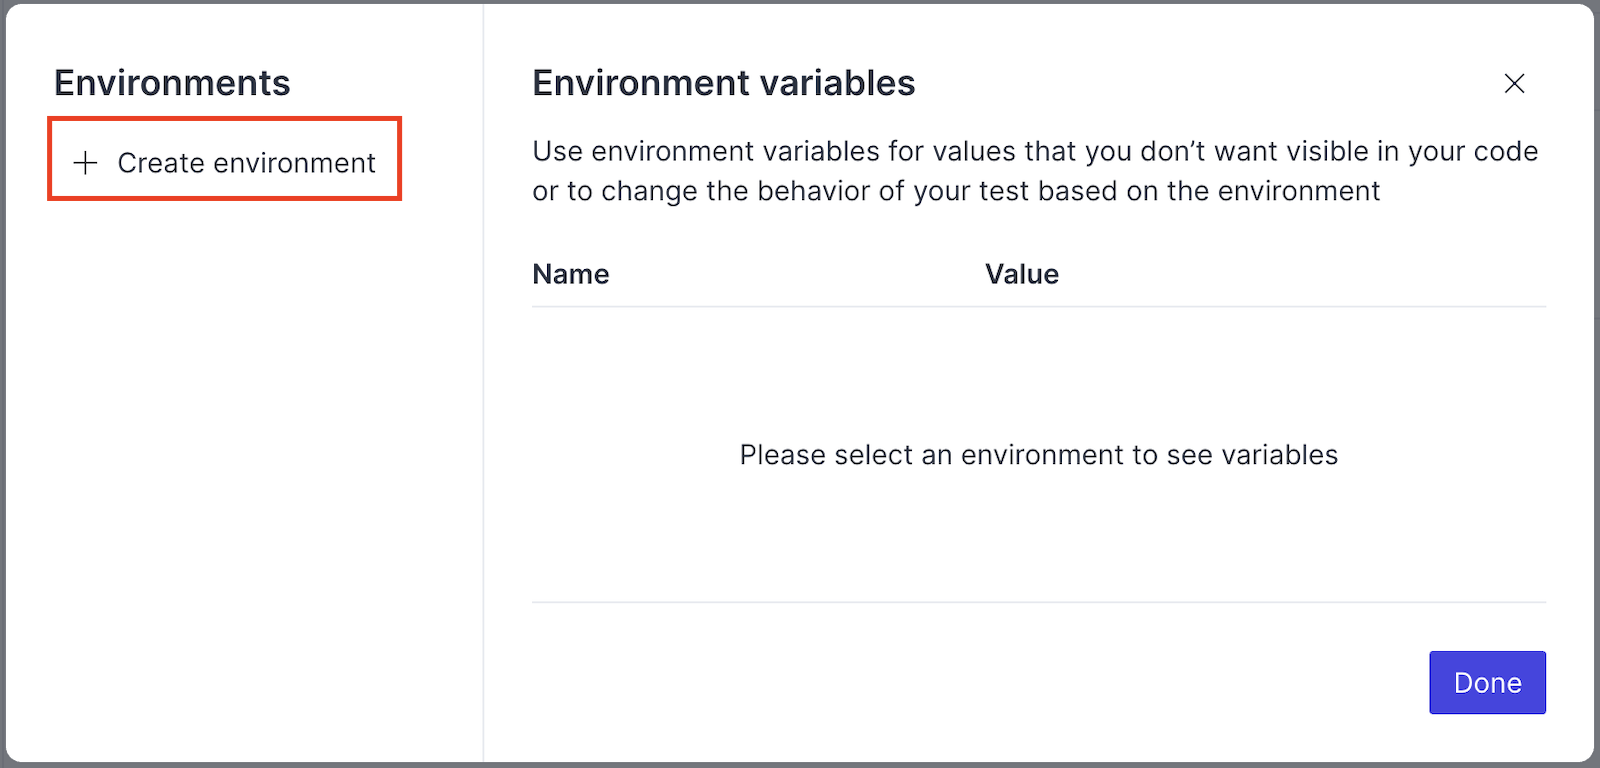 Environments
+ Create environment
Environment variables
Use environment variables for values that you don’t want visible in your code
or to change the behavior of your test based on the environment
Name Value
Please select an environment to see variables
Done